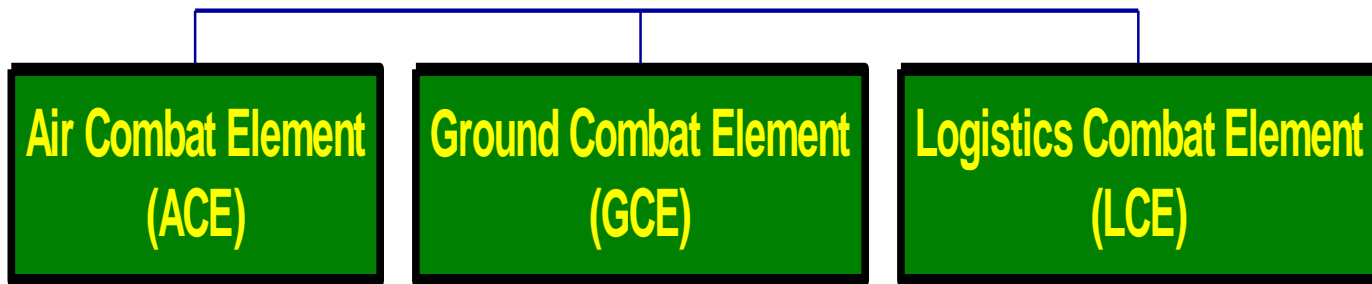 Air Combat Element
(ACE)
Ground Combat Element
(GCE)
Logistics Combat Element
(LCE)